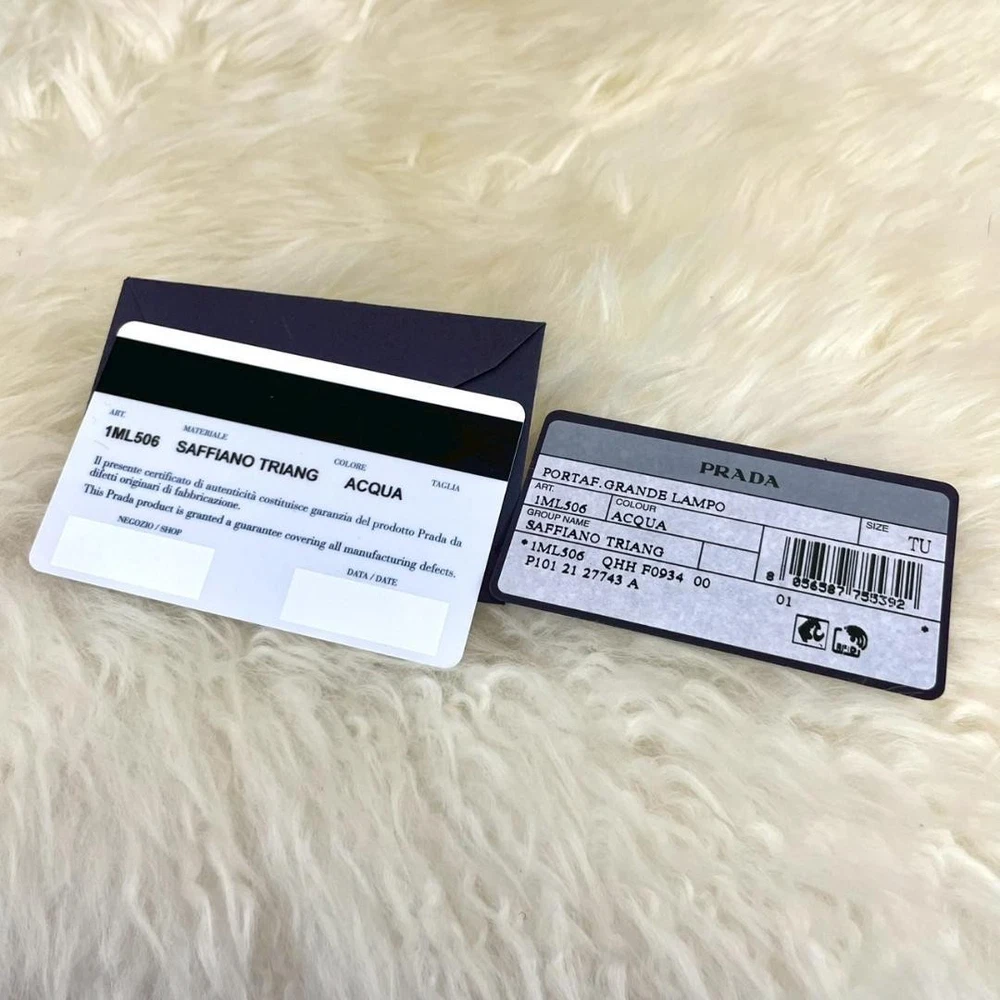 ART. MATERIALE COLORE TAGLIA
1ML506 SAFFIANO TRIANG ACQUA
Il presente certificato di autenticità costituisce garanzia del prodotto Prada da
difetti originari di fabbricazione.
This Prada product is granted a guarantee covering all manufacturing defects.
NEGOZIO / SHOP DATA / DATE
PRADA
PORTAF.GRANDE LAMPO
ART. COLOUR SIZE
1ML506 ACQUA TU
GROUP NAME
SAFFIANO TRIANG
*1ML506 QHH F0934 00
P101 21 27743 A
8 056587 755292
01
RFID